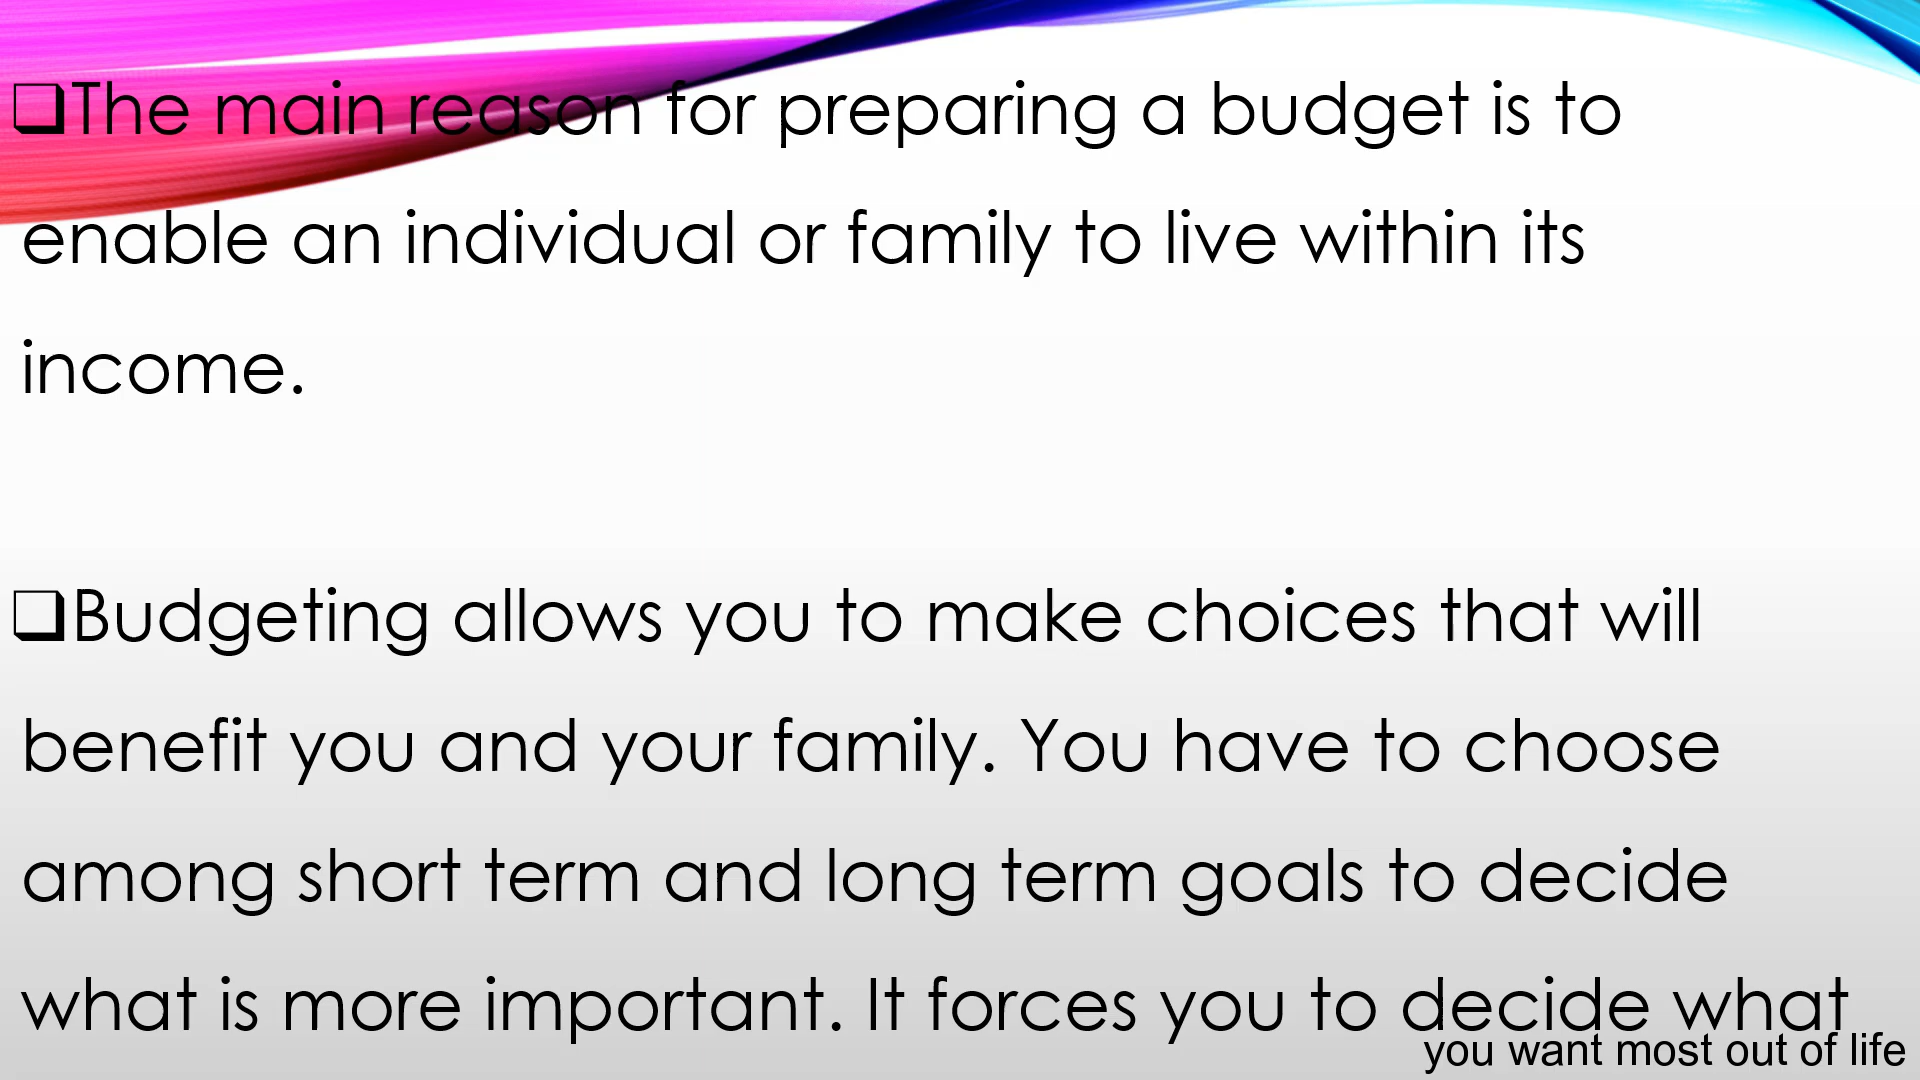 ❑The main reason for preparing a budget is to
enable an individual or family to live within its
income.
❑Budgeting allows you to make choices that will
benefit you and your family. You have to choose
among short term and long term goals to decide
what is more important. It forces you to decide what
you want most out of life